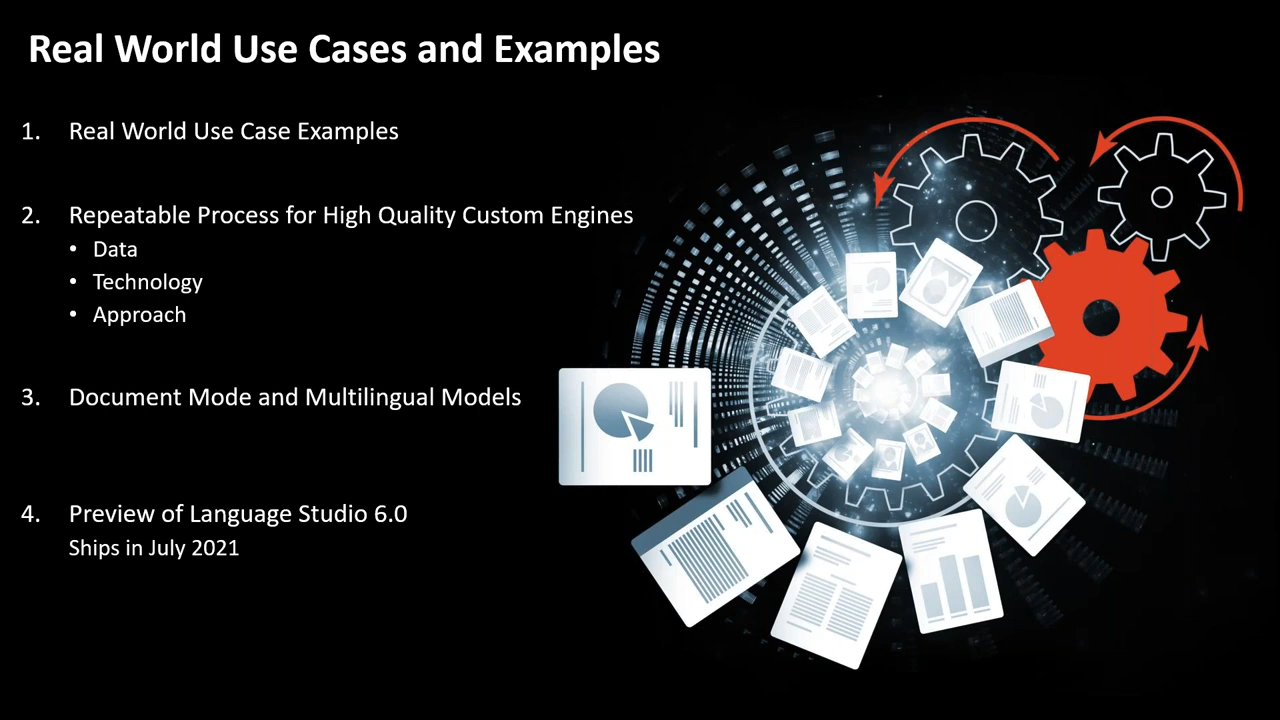 Real World Use Cases and Examples
1. Real World Use Case Examples
2. Repeatable Process for High Quality Custom Engines
• Data
• Technology
• Approach
3. Document Mode and Multilingual Models
4. Preview of Language Studio 6.0
Ships in July 2021